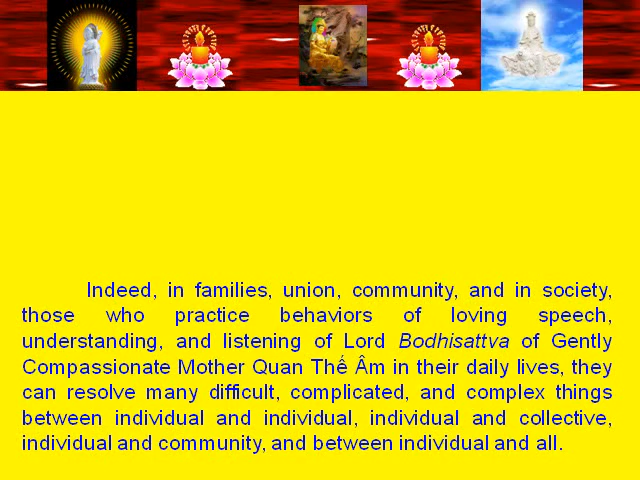 Indeed, in families, union, community, and in society,
those who practice behaviors of loving speech,
understanding, and listening of Lord Bodhisattva of Gently
Compassionate Mother Quan Thế Âm in their daily lives, they
can resolve many difficult, complicated, and complex things
between individual and individual, individual and collective,
individual and community, and between individual and all.